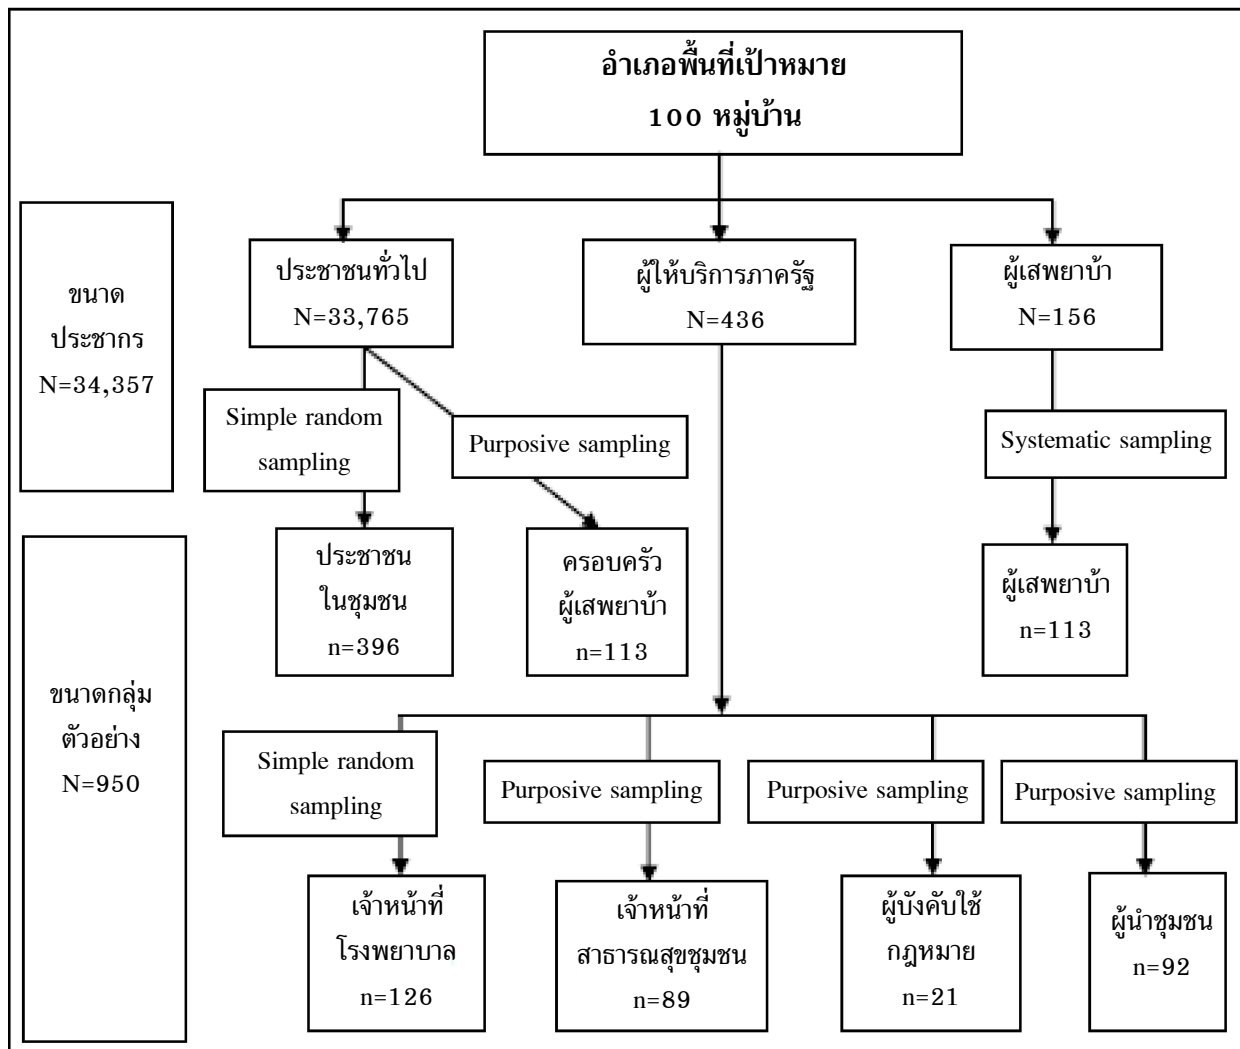 อำเภอพื้นที่เป้าหมาย
100 หมู่บ้าน
ขนาด
ประชากร
N=34,357
ประชาชนทั่วไป
N=33,765
ผู้ให้บริการภาครัฐ
N=436
ผู้เสพยาบ้า
N=156
Simple random
sampling
Purposive sampling
Systematic sampling
ขนาดกลุ่ม
ตัวอย่าง
N=950
ประชาชน
ในชุมชน
n=396
ครอบครัว
ผู้เสพยาบ้า
n=113
ผู้เสพยาบ้า
n=113
Simple random
sampling
Purposive sampling
Purposive sampling
Purposive sampling
เจ้าหน้าที่
โรงพยาบาล
n=126
เจ้าหน้าที่
สาธารณสุขชุมชน
n=89
ผู้บังคับใช้
กฎหมาย
n=21
ผู้นำชุมชน
n=92